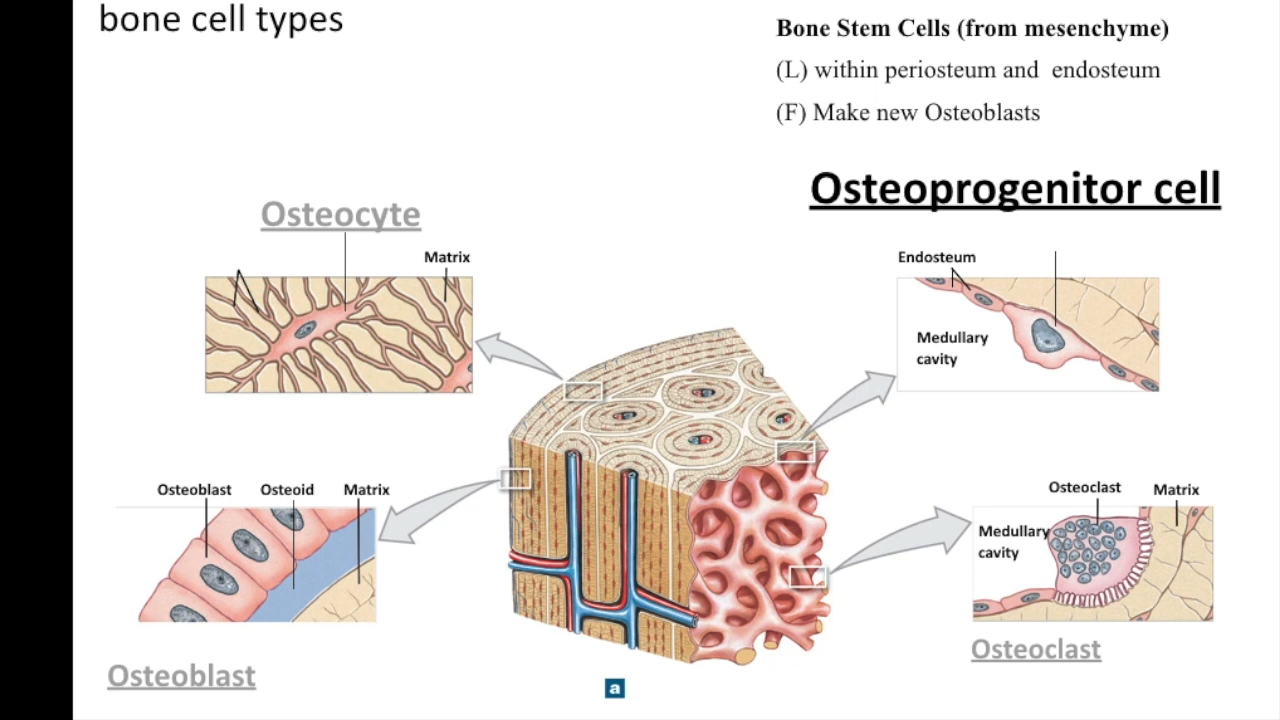 bone cell types
Bone Stem Cells (from mesenchyme)
(L) within periosteum and endosteum
(F) Make new Osteoblasts
Osteoprogenitor cell
Osteocyte
Matrix
Endosteum
Medullary
cavity
Osteoblast Osteoid Matrix
Osteoclast Matrix
Medullary
cavity
Osteoclast
Osteoblast
a